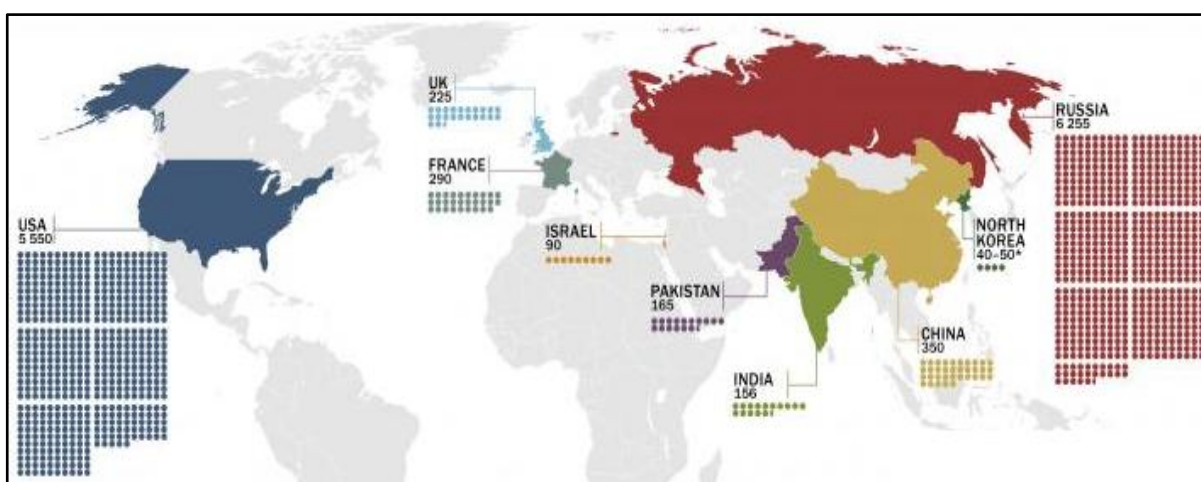 UK
225
FRANCE
290
USA
5 550
ISRAEL
90
PAKISTAN
165
INDIA
156
CHINA
350
NORTH
KOREA
40–50*
RUSSIA
6 255